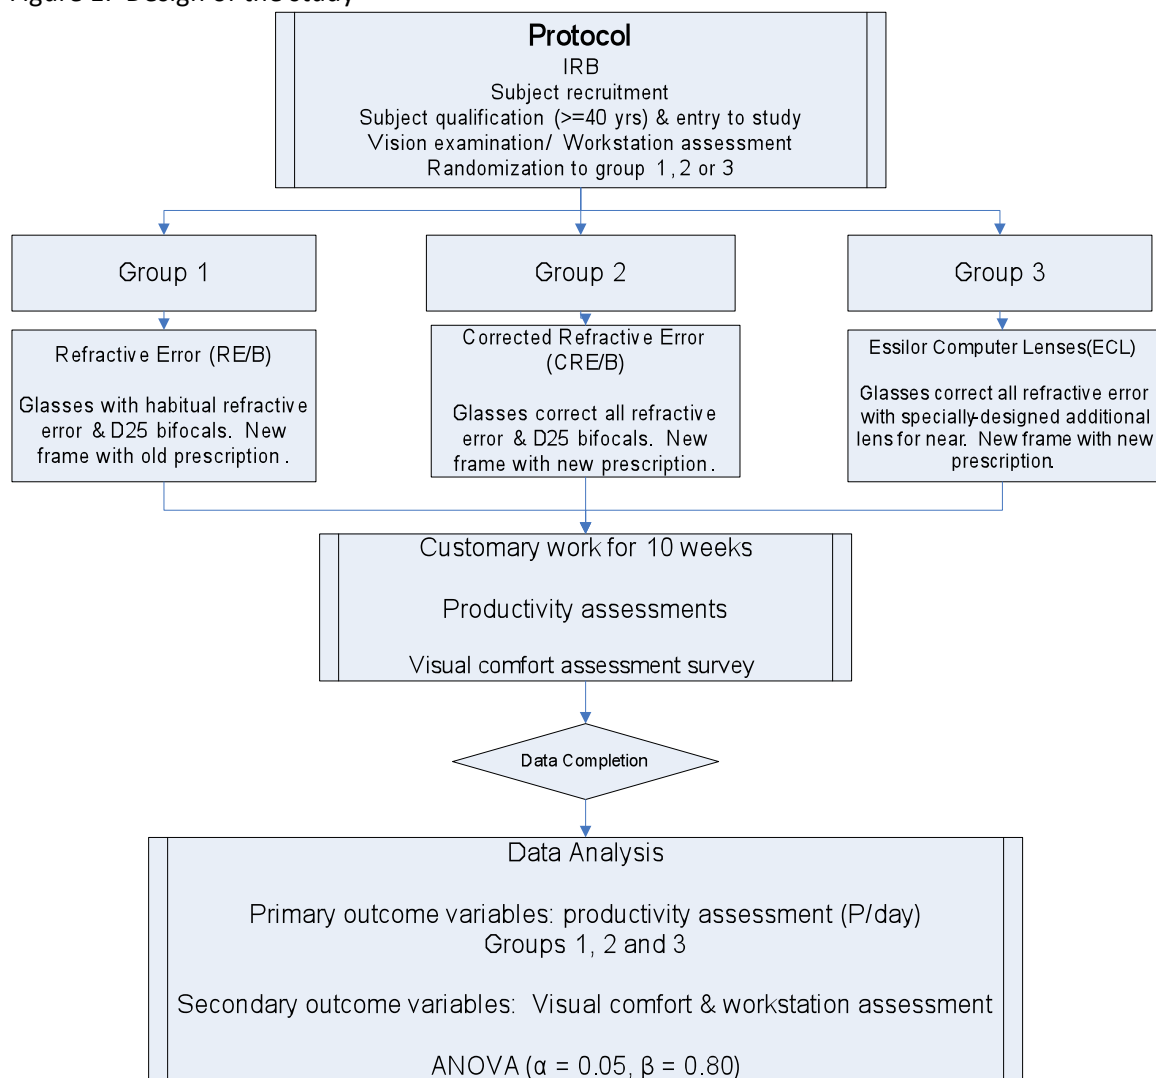 Figure 1. Design of the study
Protocol
IRB
Subject recruitment
Subject qualification (>=40 yrs) & entry to study
Vision examination/ Workstation assessment
Randomization to group 1, 2 or 3
Group 1
Group 2
Group 3
Refractive Error (RE/B)
Glasses with habitual refractive
error & D25 bifocals. New
frame with old prescription.
Corrected Refractive Error
(CRE/B)
Glasses correct all refractive
error & D25 bifocals. New
frame with new prescription.
Essilor Computer Lenses(ECL)
Glasses correct all refractive error
with specially-designed additional
lens for near. New frame with new
prescription.
Customary work for 10 weeks
Productivity assessments
Visual comfort assessment survey
Data Completion
Data Analysis
Primary outcome variables: productivity assessment (P/day)
Groups 1, 2 and 3
Secondary outcome variables: Visual comfort & workstation assessment
ANOVA (α = 0.05, β = 0.80)